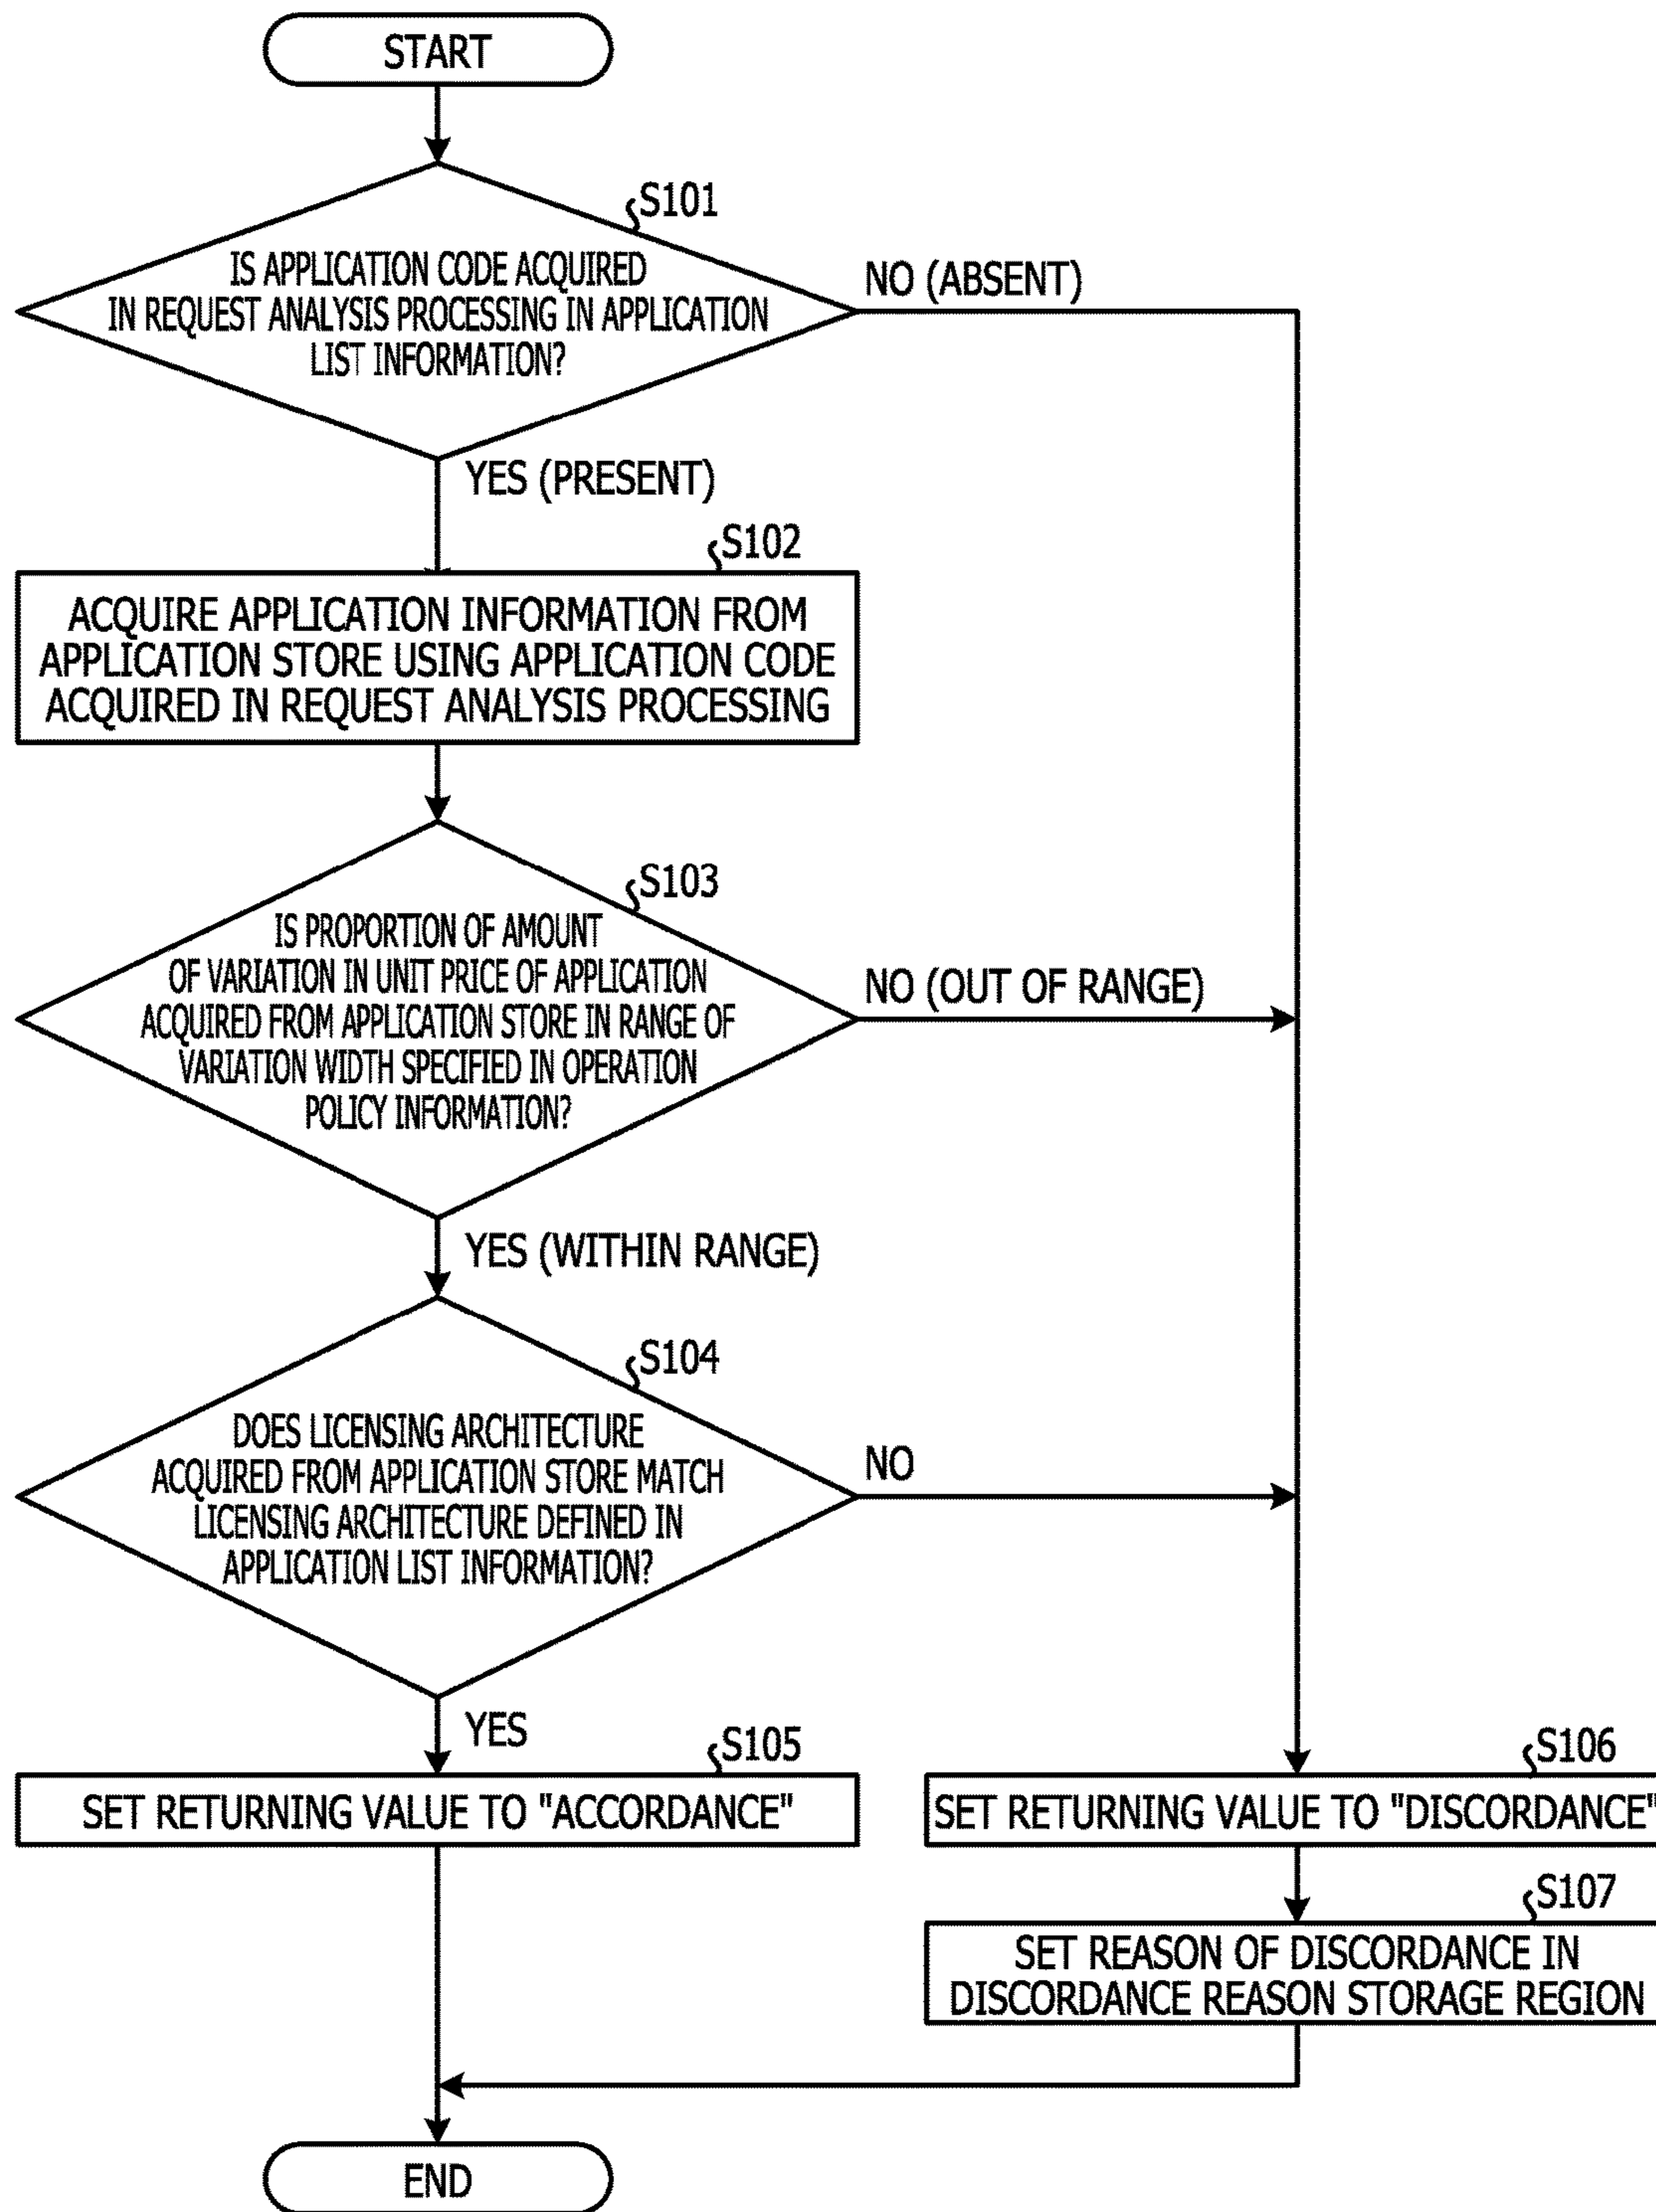 START
S101
IS APPLICATION CODE ACQUIRED
IN REQUEST ANALYSIS PROCESSING IN APPLICATION
LIST INFORMATION?
NO (ABSENT)
YES (PRESENT)
S102
ACQUIRE APPLICATION INFORMATION FROM
APPLICATION STORE USING APPLICATION CODE
ACQUIRED IN REQUEST ANALYSIS PROCESSING
S103
IS PROPORTION OF AMOUNT
OF VARIATION IN UNIT PRICE OF APPLICATION
ACQUIRED FROM APPLICATION STORE IN RANGE OF
VARIATION WIDTH SPECIFIED IN OPERATION
POLICY INFORMATION?
NO (OUT OF RANGE)
YES (WITHIN RANGE)
S104
DOES LICENSING ARCHITECTURE
ACQUIRED FROM APPLICATION STORE MATCH
LICENSING ARCHITECTURE DEFINED IN
APPLICATION LIST INFORMATION?
NO
YES
S105
SET RETURNING VALUE TO "ACCORDANCE"
S106
SET RETURNING VALUE TO "DISCORDANCE"
S107
SET REASON OF DISCORDANCE IN
DISCORDANCE REASON STORAGE REGION
END